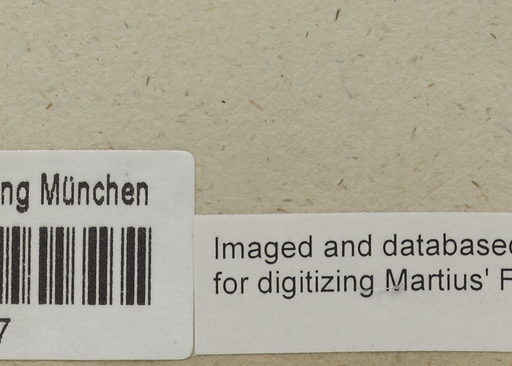 ng München
7
Imaged and databased
for digitizing Martius' F